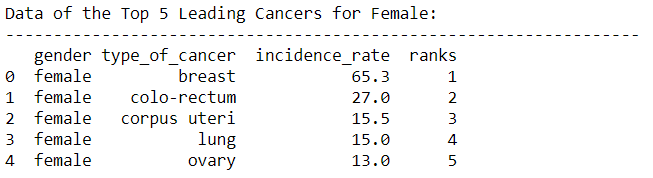 Data of the Top 5 Leading Cancers for Female:
------------------------------------------------------------------
gender type_of_cancer incidence_rate ranks
0 female breast 65.3 1
1 female colo-rectum 27.0 2
2 female corpus uteri 15.5 3
3 female lung 15.0 4
4 female ovary 13.0 5